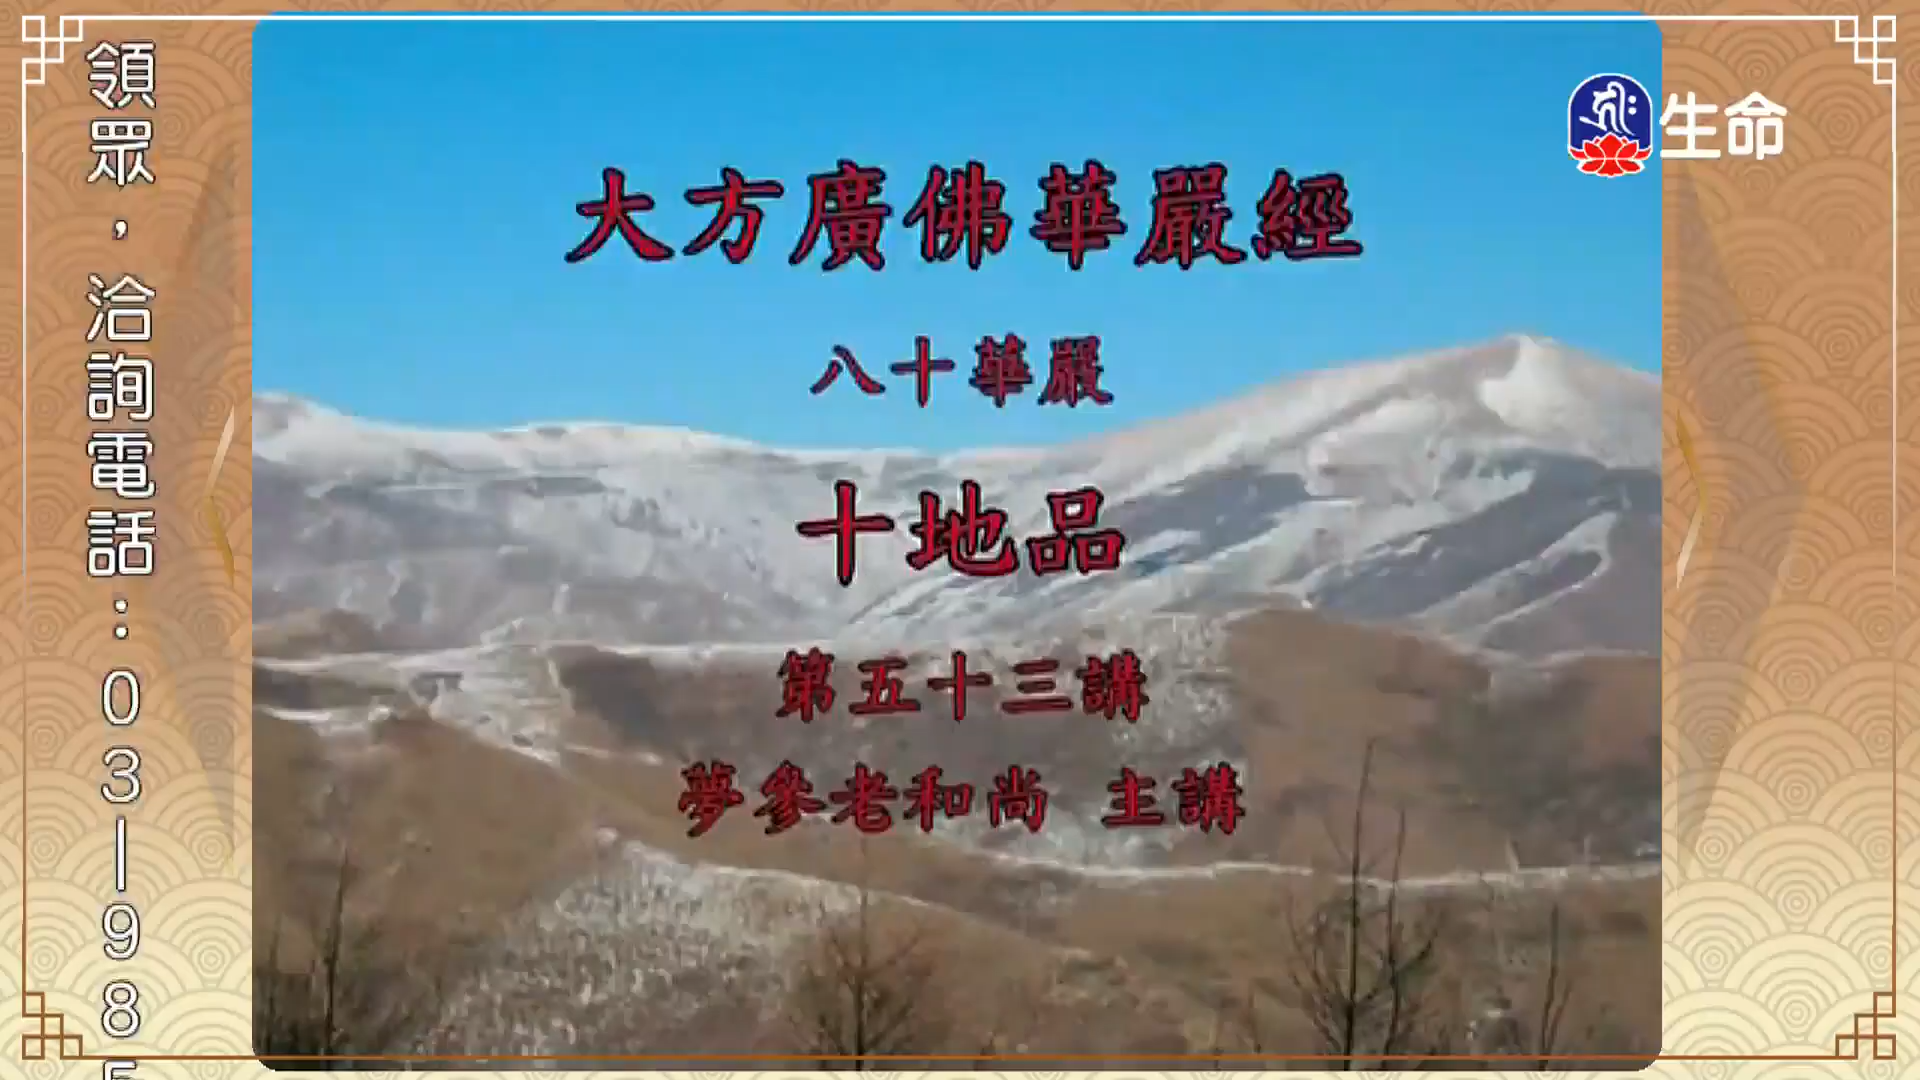 大方廣佛華嚴經
八十華嚴
十地品
第五十三講
夢參老和尚 主講
生命
領眾，洽詢電話：03-98